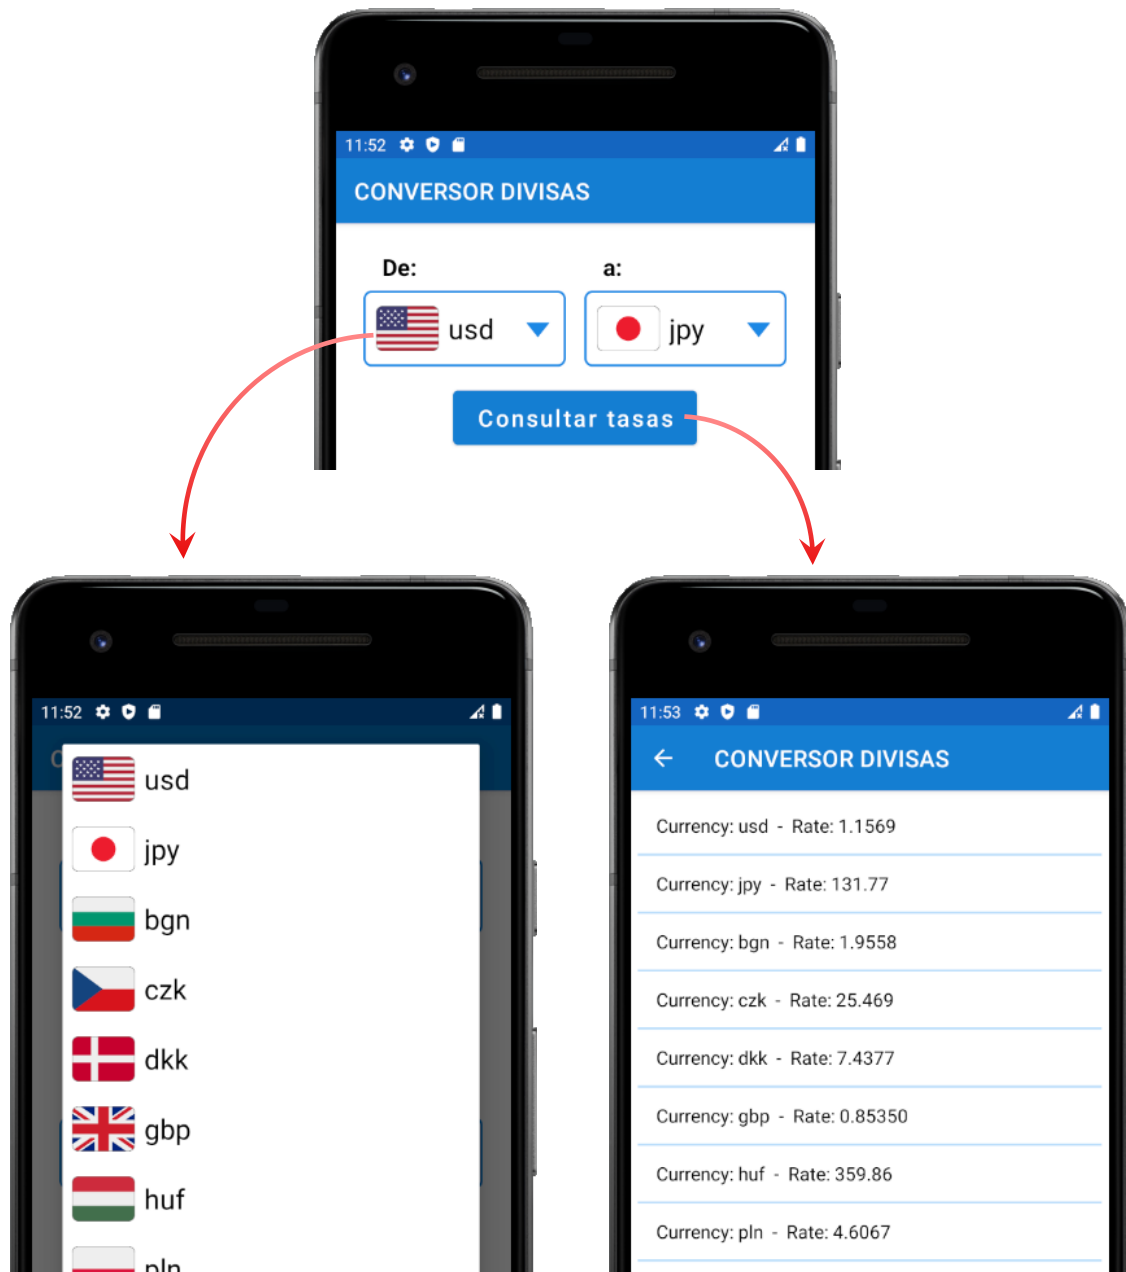 11:52
CONVERSOR DIVISAS
De: a:
usd jpy
Consultar tasas
11:52
usd
jpy
bgn
czk
dkk
gbp
huf
pln
11:53
CONVERSOR DIVISAS
Currency: usd - Rate: 1.1569
Currency: jpy - Rate: 131.77
Currency: bgn - Rate: 1.9558
Currency: czk - Rate: 25.469
Currency: dkk - Rate: 7.4377
Currency: gbp - Rate: 0.85350
Currency: huf - Rate: 359.86
Currency: pln - Rate: 4.6067